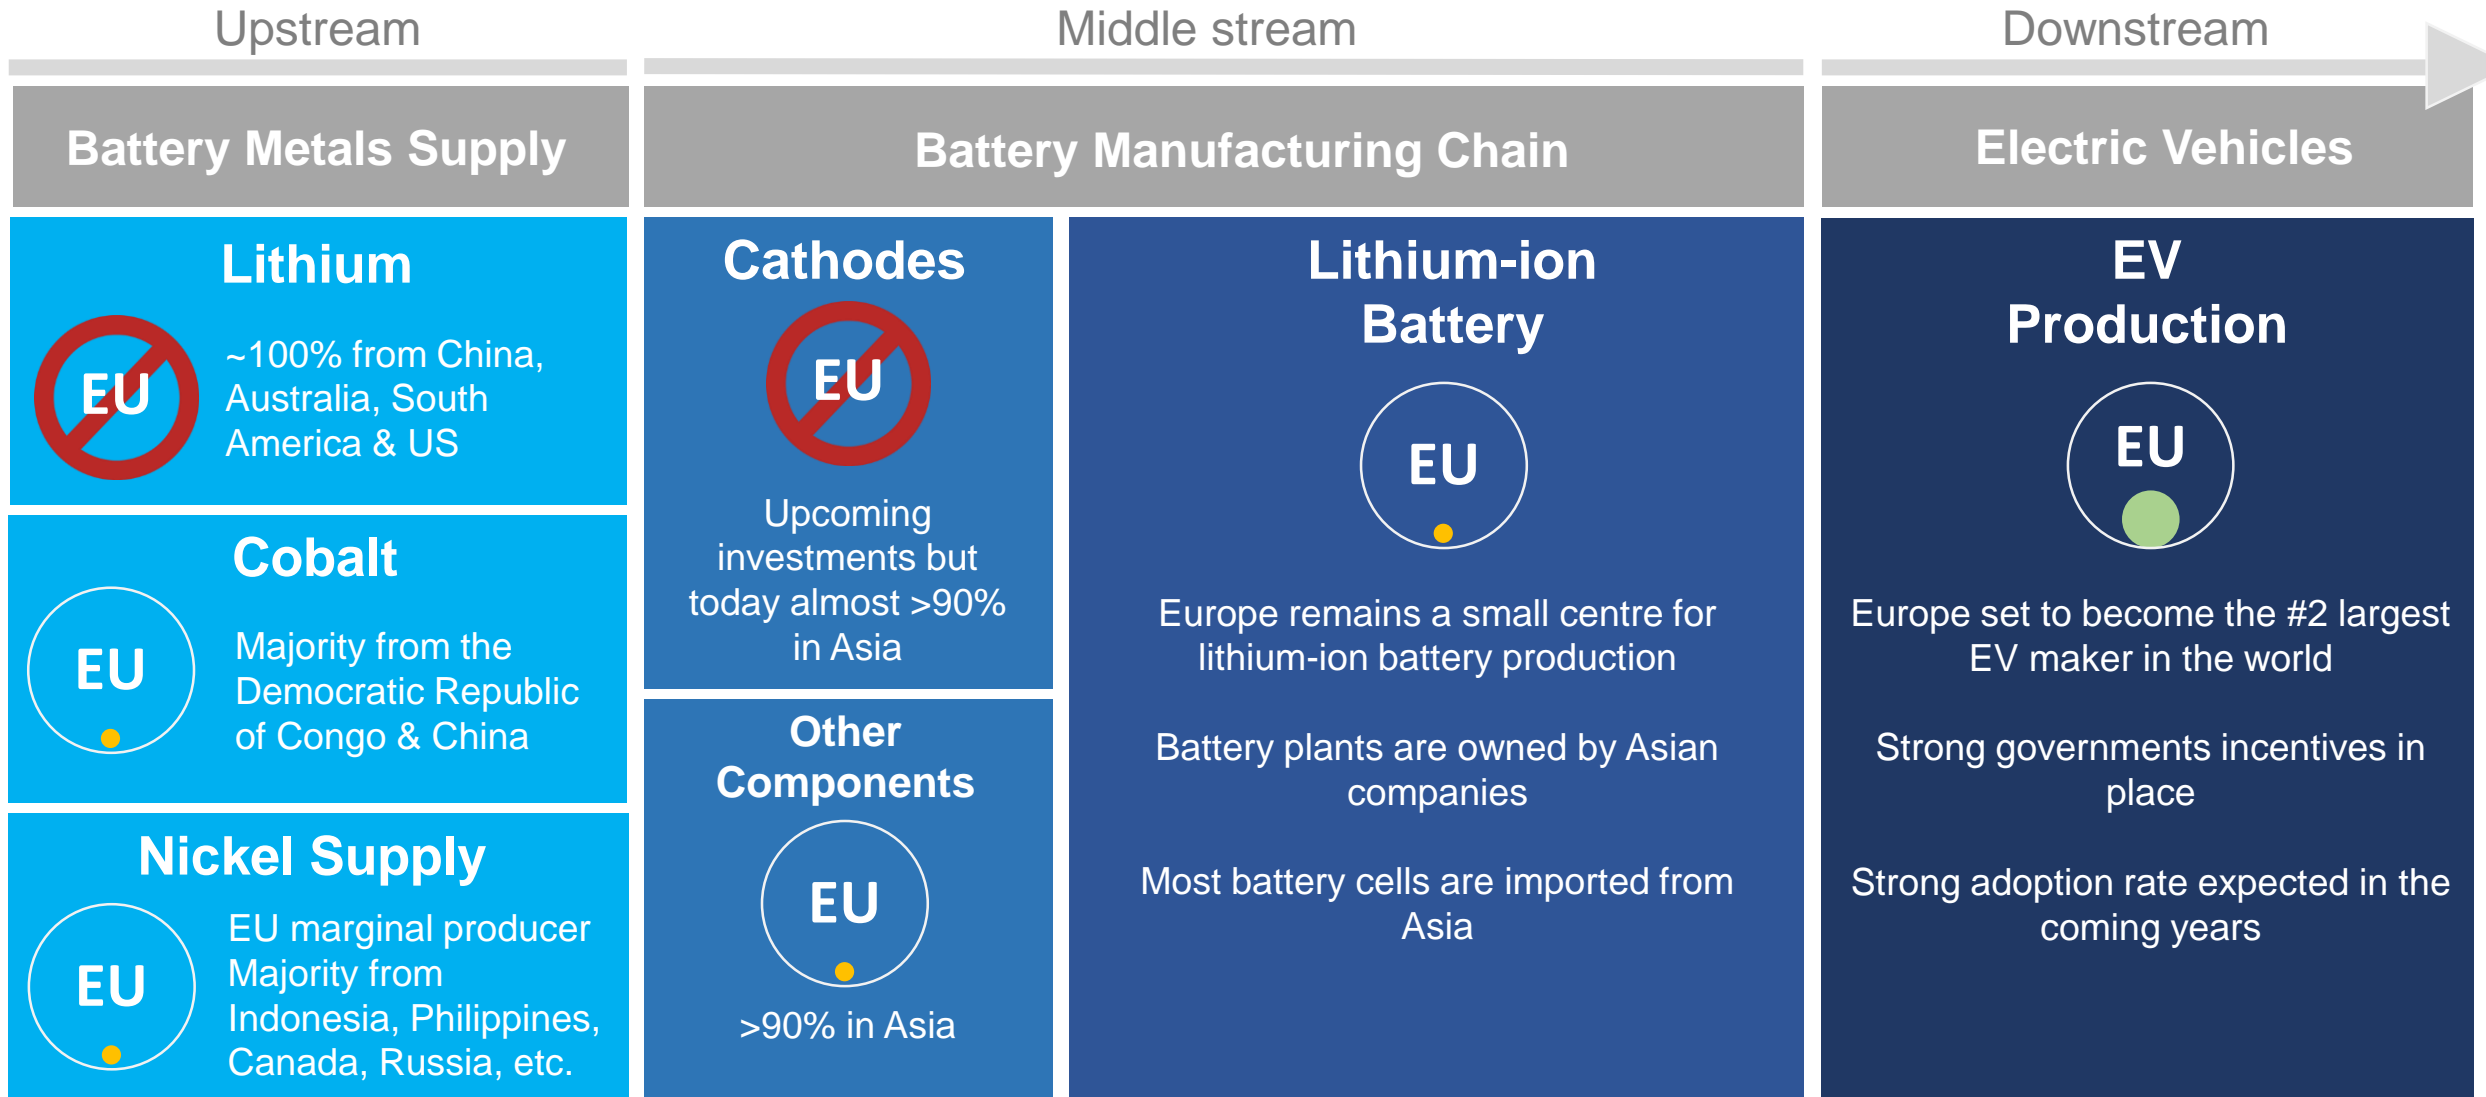 Upstream
Middle stream
Downstream
Battery Metals Supply
Battery Manufacturing Chain
Electric Vehicles
Lithium
EU
~100% from China,
Australia, South
America & US
Cobalt
EU
Majority from the
Democratic Republic
of Congo & China
Nickel Supply
EU
EU marginal producer
Majority from
Indonesia, Philippines,
Canada, Russia, etc.
Cathodes
EU
Upcoming
investments but
today almost >90%
in Asia
Other
Components
EU
>90% in Asia
Lithium-ion
Battery
EU
Europe remains a small centre for
lithium-ion battery production
Battery plants are owned by Asian
companies
Most battery cells are imported from
Asia
EV
Production
EU
Europe set to become the #2 largest
EV maker in the world
Strong governments incentives in
place
Strong adoption rate expected in the
coming years